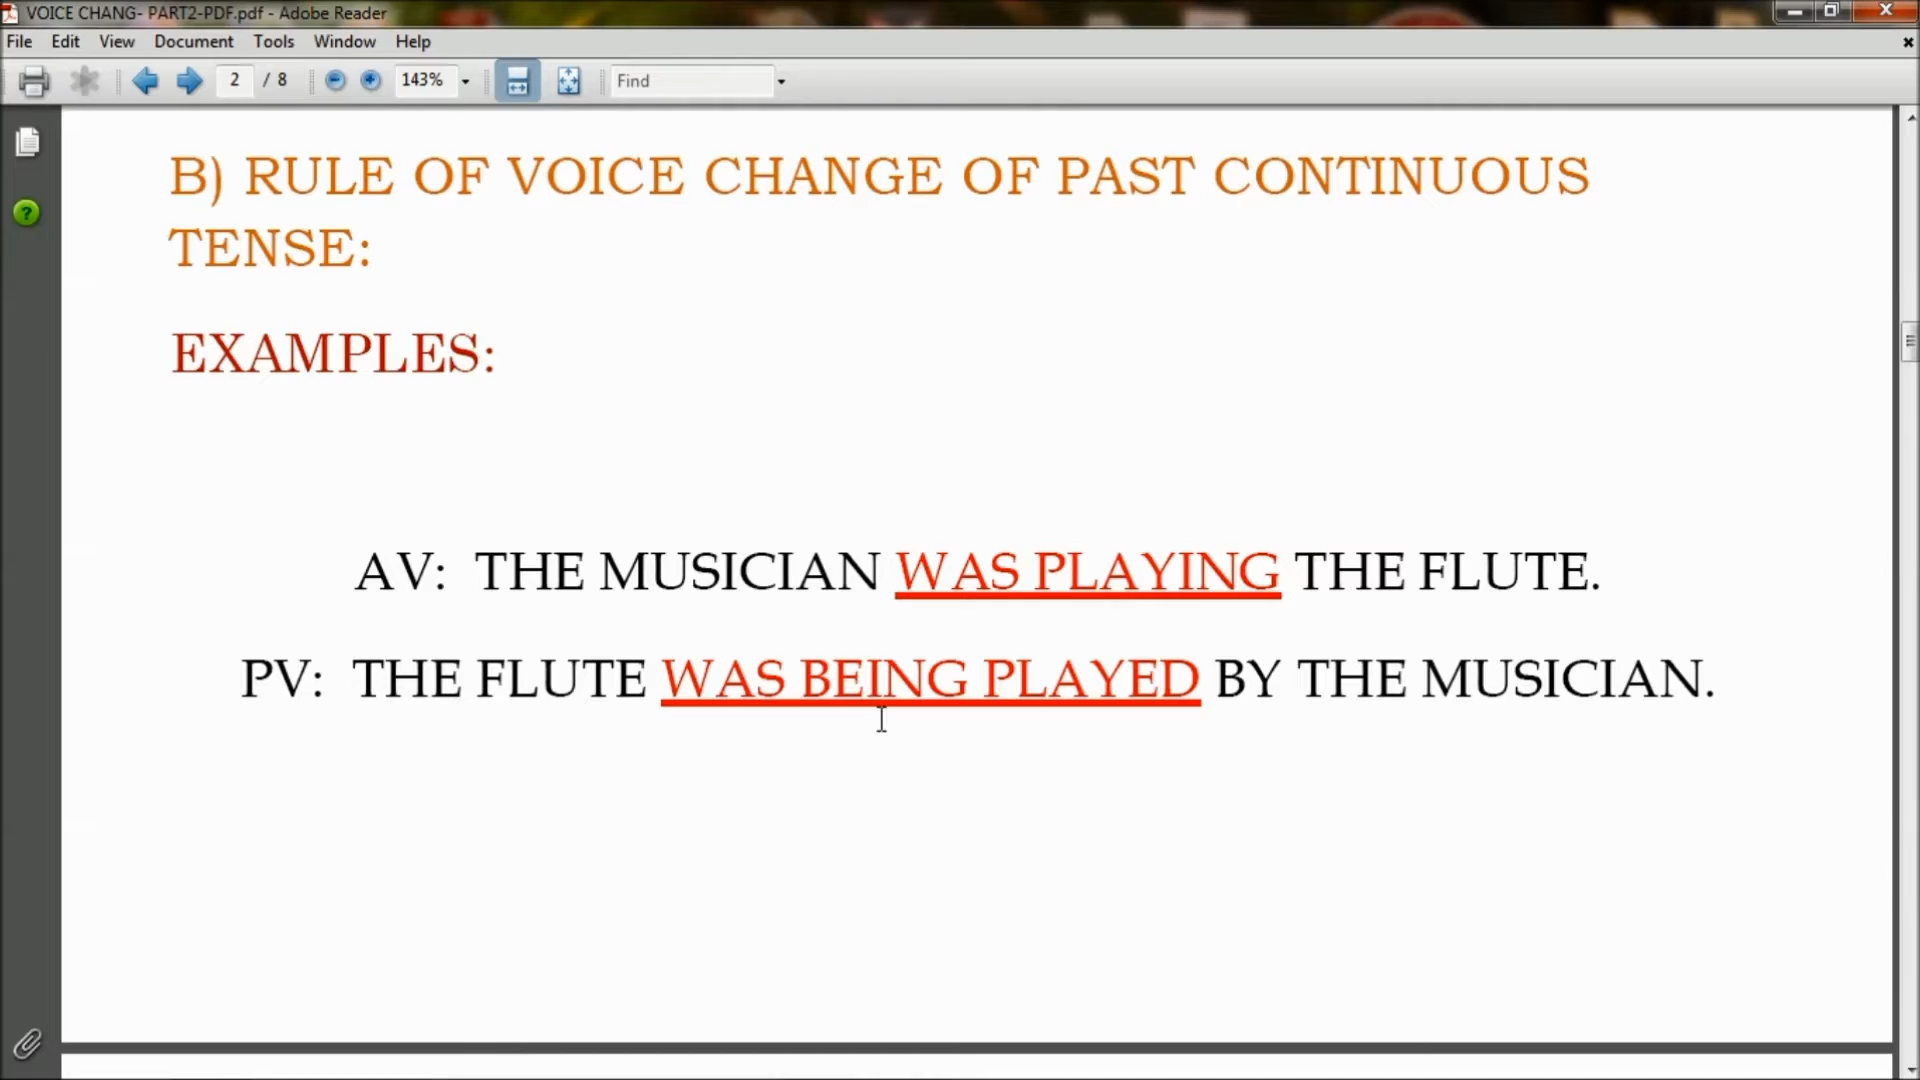 VOICE CHANG- PART2-PDF.pdf - Adobe Reader
File Edit View Document Tools Window Help
2 / 8 143% Find
B) RULE OF VOICE CHANGE OF PAST CONTINUOUS
TENSE:
EXAMPLES:
AV: THE MUSICIAN WAS PLAYING THE FLUTE.
PV: THE FLUTE WAS BEING PLAYED BY THE MUSICIAN.